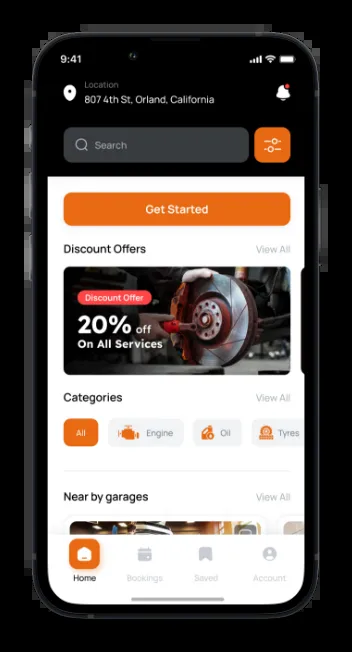 9:41
Location
807 4th St, Orland, California
Search
Get Started
Discount Offers
View All
Discount Offer
20% off
On All Services
Categories
View All
All
Engine
Oil
Tyres
Near by garages
View All
Home
Bookings
Saved
Account